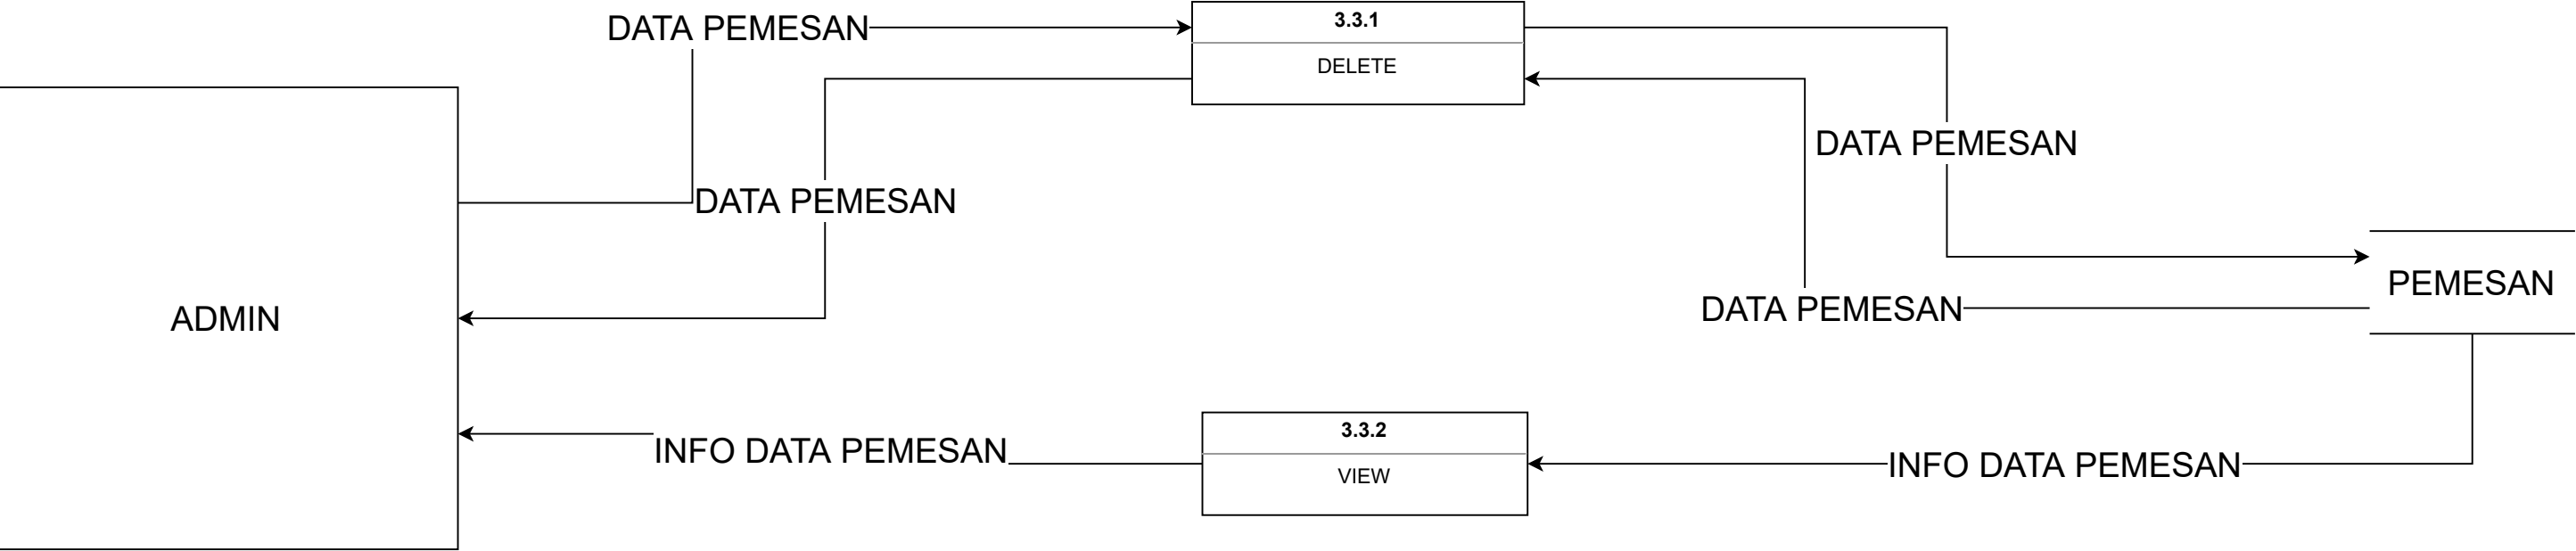 DATA PEMESAN
3.3.1
DELETE
DATA PEMESAN
DATA PEMESAN
PEMESAN
DATA PEMESAN
ADMIN
3.3.2
VIEW
INFO DATA PEMESAN
INFO DATA PEMESAN